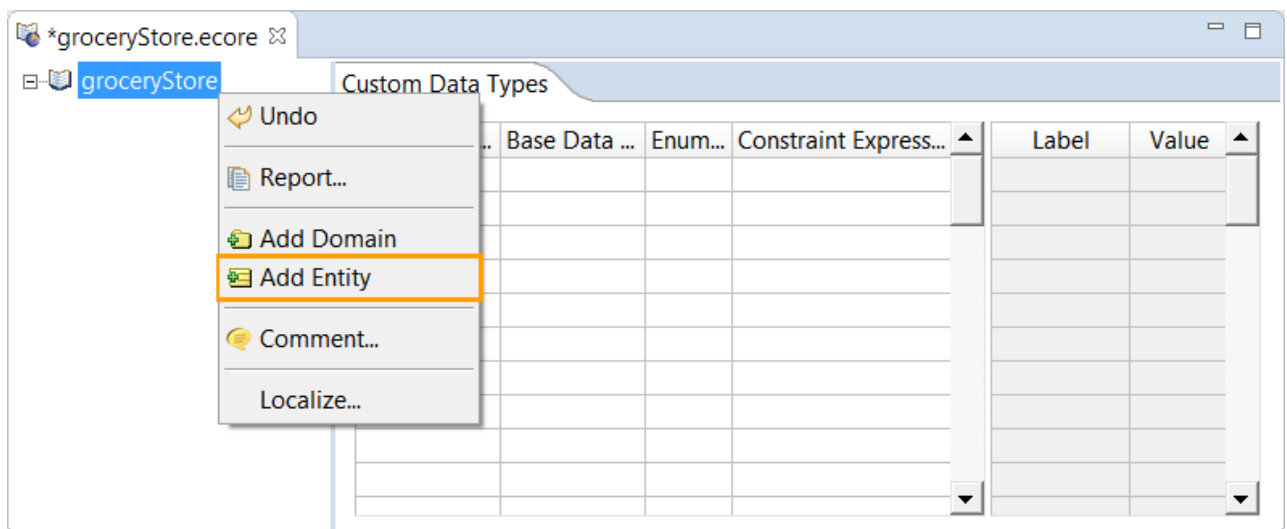 *groceryStore.ecore
groceryStore
Custom Data Types
Undo
.. Base Data ... Enum... Constraint Express... Label Value
Report...
Add Domain
Add Entity
Comment...
Localize...